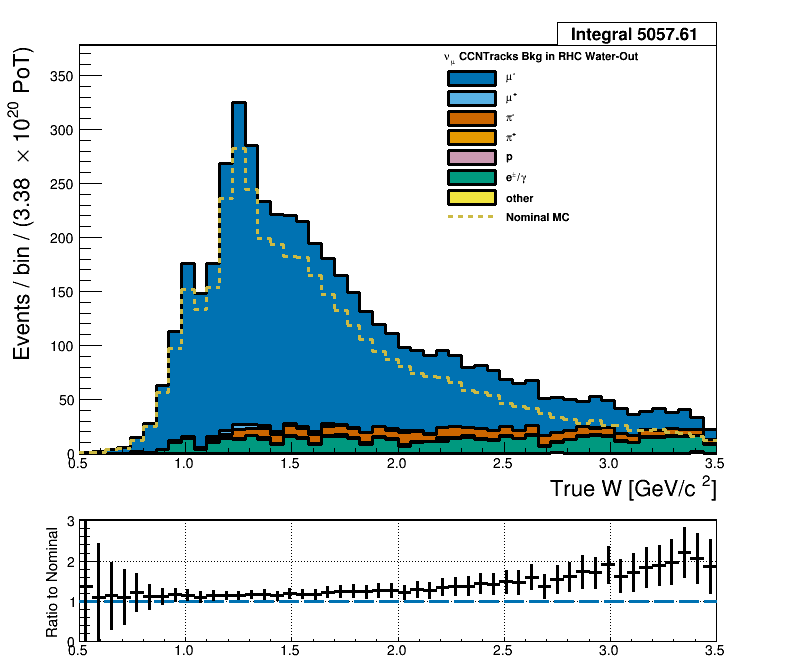 Integral 5057.61
ν_μ CCNTracks Bkg in RHC Water-Out
μ⁻
μ⁺
π⁻
π⁺
p
e±/γ
other
Nominal MC
Events / bin / (3.38 × 10²⁰ PoT)
350
300
250
200
150
100
50
0
0.5 1.0 1.5 2.0 2.5 3.0 3.5
True W [GeV/c ²]
Ratio to Nominal
3
2
1
0
0.5 1.0 1.5 2.0 2.5 3.0 3.5